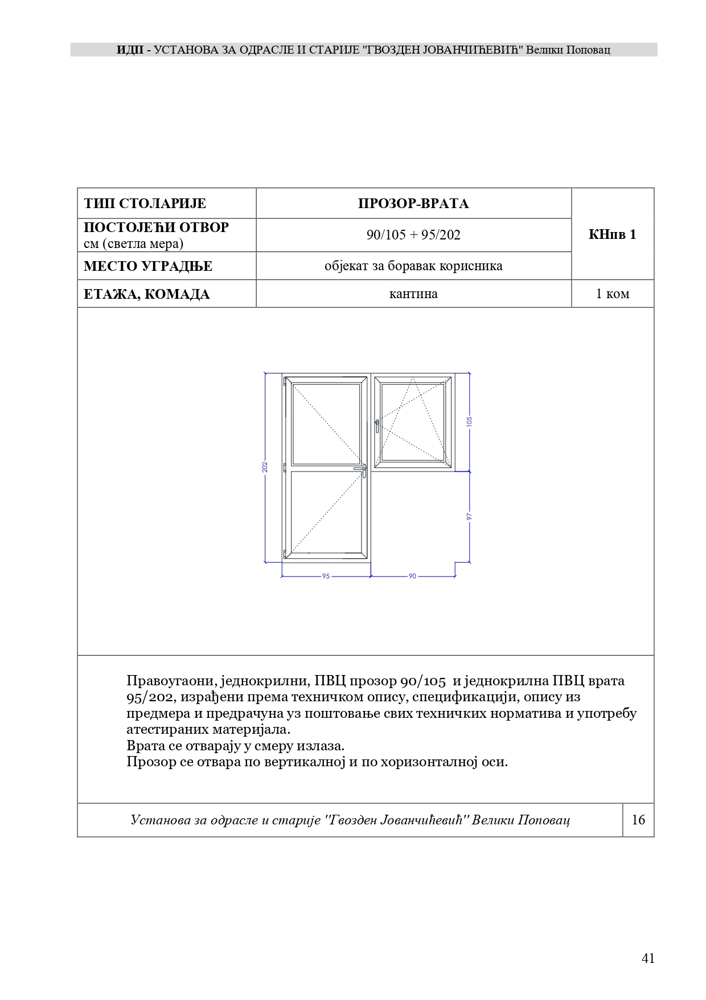 ИДП - УСТАНОВА ЗА ОДРАСЛЕ И СТАРИЈЕ "ГВОЗДЕН ЈОВАНЧИЋЕВИЋ" Велики Поповац
ТИП СТОЛАРИЈЕ
ПРОЗОР-ВРАТА
КНпв 1
ПОСТОЈЕЋИ ОТВОР
см (светла мера)
90/105 + 95/202
МЕСТО УГРАДЊЕ
објекат за боравак корисника
ЕТАЖА, КОМАДА
кантина
1 ком
202
105
97
95
90
Правоугаони, једнокрилни, ПВЦ прозор 90/105 и једнокрилна ПВЦ врата
95/202, израђени према техничком опису, спецификацији, опису из
предмера и предрачуна уз поштовање свих техничких норматива и употребу
атестираних материјала.
Врата се отварају у смеру излаза.
Прозор се отвара по вертикалној и по хоризонталној оси.
Установа за одрасле и старије "Гвозден Јованчићевић" Велики Поповац
16
41